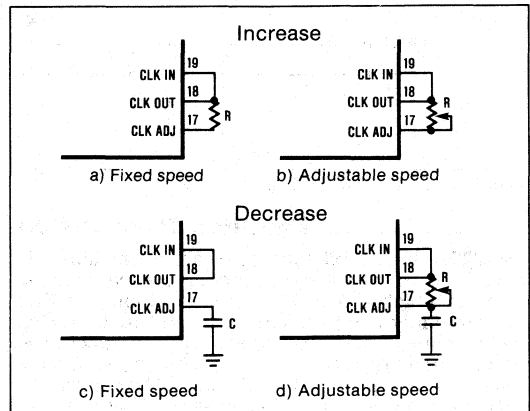 Increase
19
CLK IN
18
CLK OUT
R
17
CLK ADJ
a) Fixed speed
19
CLK IN
18
CLK OUT
R
17
CLK ADJ
b) Adjustable speed
Decrease
19
CLK IN
18
CLK OUT
17
CLK ADJ
C
c) Fixed speed
19
CLK IN
18
CLK OUT
R
17
CLK ADJ
C
d) Adjustable speed